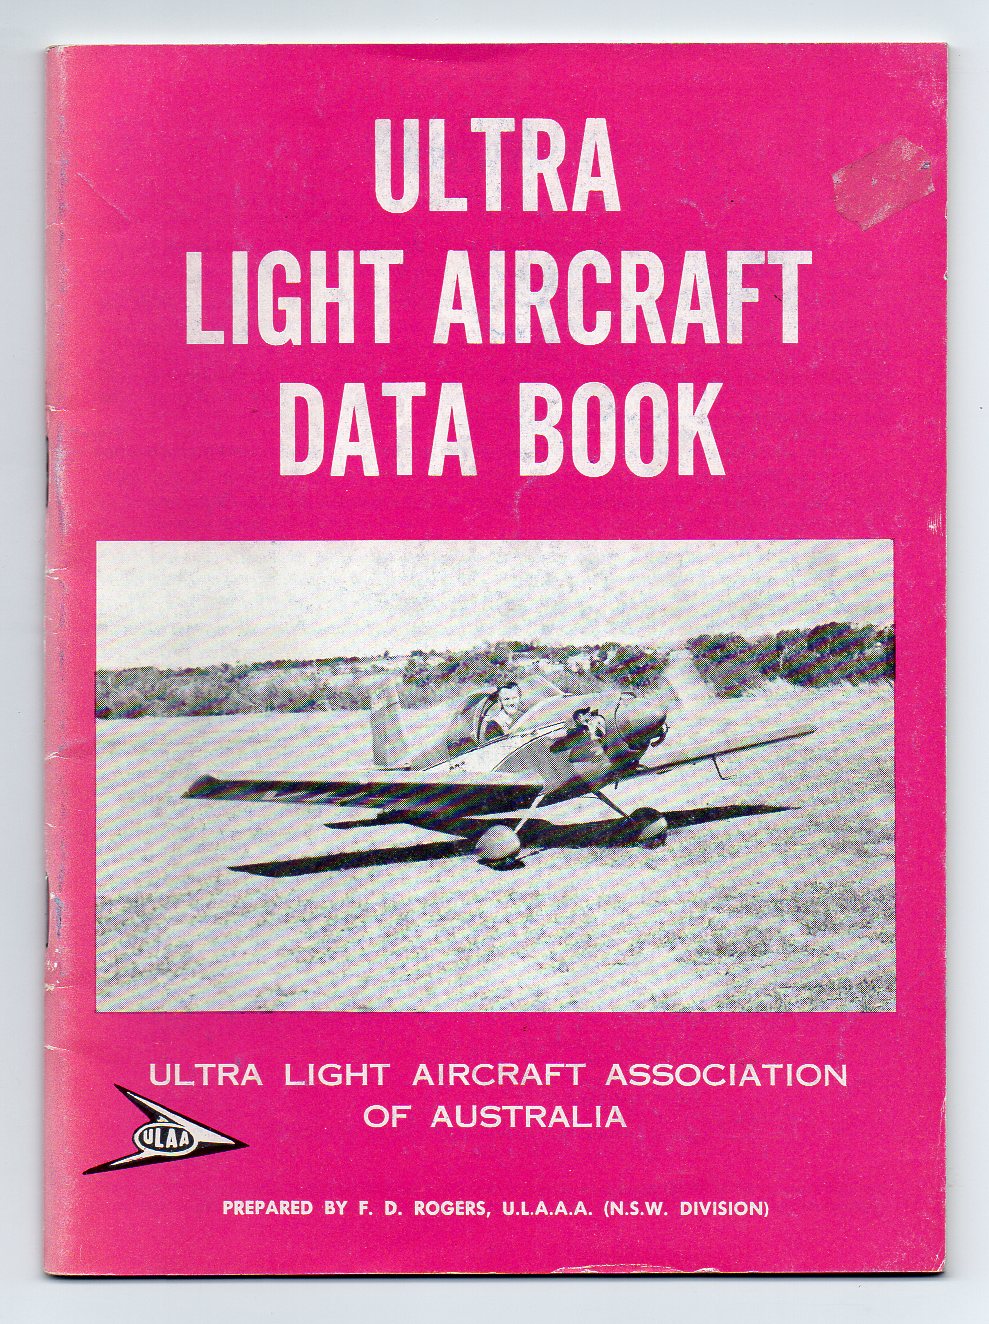 ULTRA
LIGHT AIRCRAFT
DATA BOOK
ULTRA LIGHT AIRCRAFT ASSOCIATION
OF AUSTRALIA
ULAA
PREPARED BY F. D. ROGERS, U.L.A.A.A. (N.S.W. DIVISION)